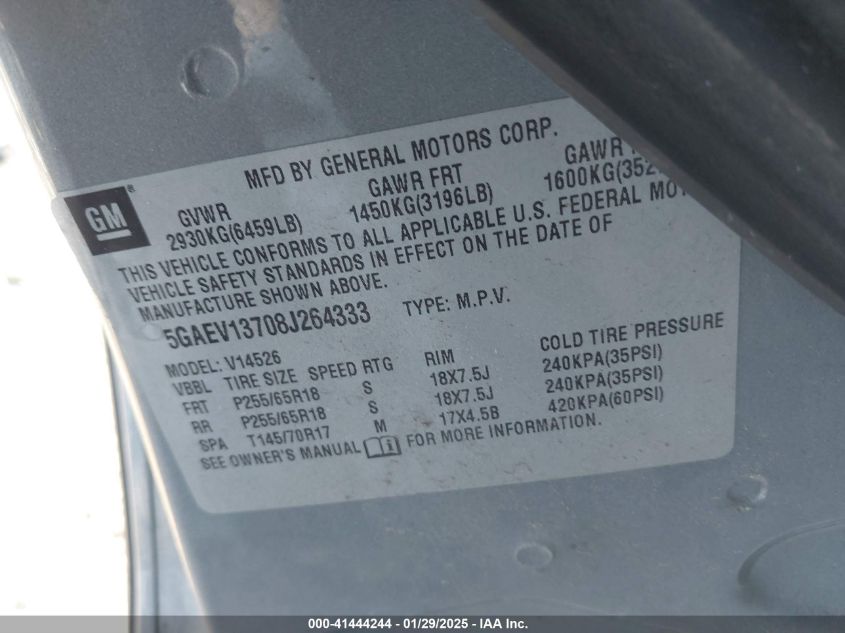 MFD BY GENERAL MOTORS CORP.
GM ®
GVWR GAWR FRT GAWR
2930KG(6459LB) 1450KG(3196LB) 1600KG(352
THIS VEHICLE CONFORMS TO ALL APPLICABLE U.S. FEDERAL MO
VEHICLE SAFETY STANDARDS IN EFFECT ON THE DATE OF
MANUFACTURE SHOWN ABOVE.
5GAEV13708J264333 TYPE: M.P.V.
MODEL: V14526
VBBL TIRE SIZE SPEED RTG RIM COLD TIRE PRESSURE
FRT P255/65R18 S 18X7.5J 240KPA(35PSI)
RR P255/65R18 S 18X7.5J 240KPA(35PSI)
SPA T145/70R17 M 17X4.5B 420KPA(60PSI)
SEE OWNER'S MANUAL FOR MORE INFORMATION.
000-41444244 - 01/29/2025 - IAA Inc.